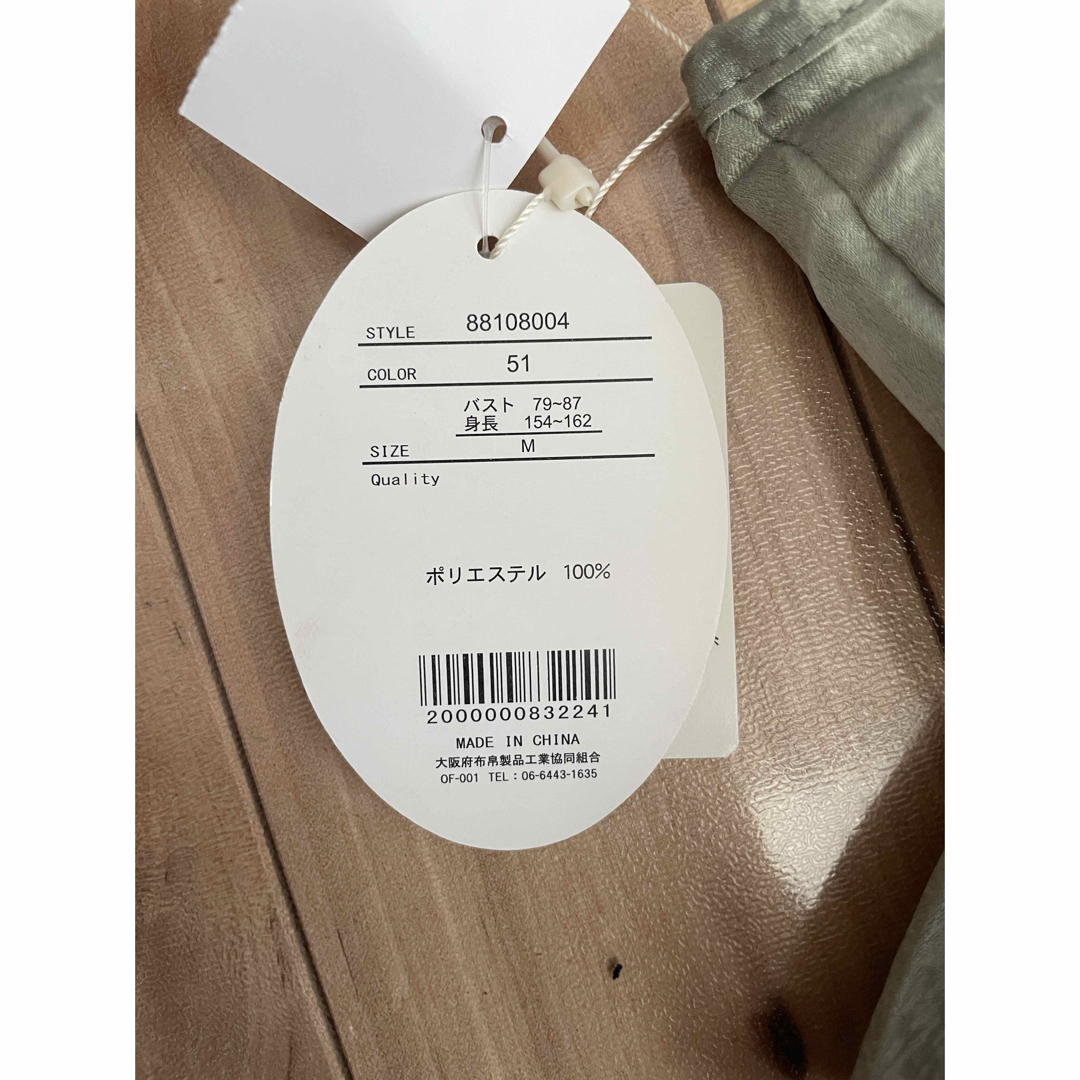 STYLE 88108004
COLOR 51
バスト 79~87
身長 154~162
SIZE M
Quality
ポリエステル 100%
2000000832241
MADE IN CHINA
大阪府布帛製品工業協同組合
OF-001 TEL：06-6443-1635